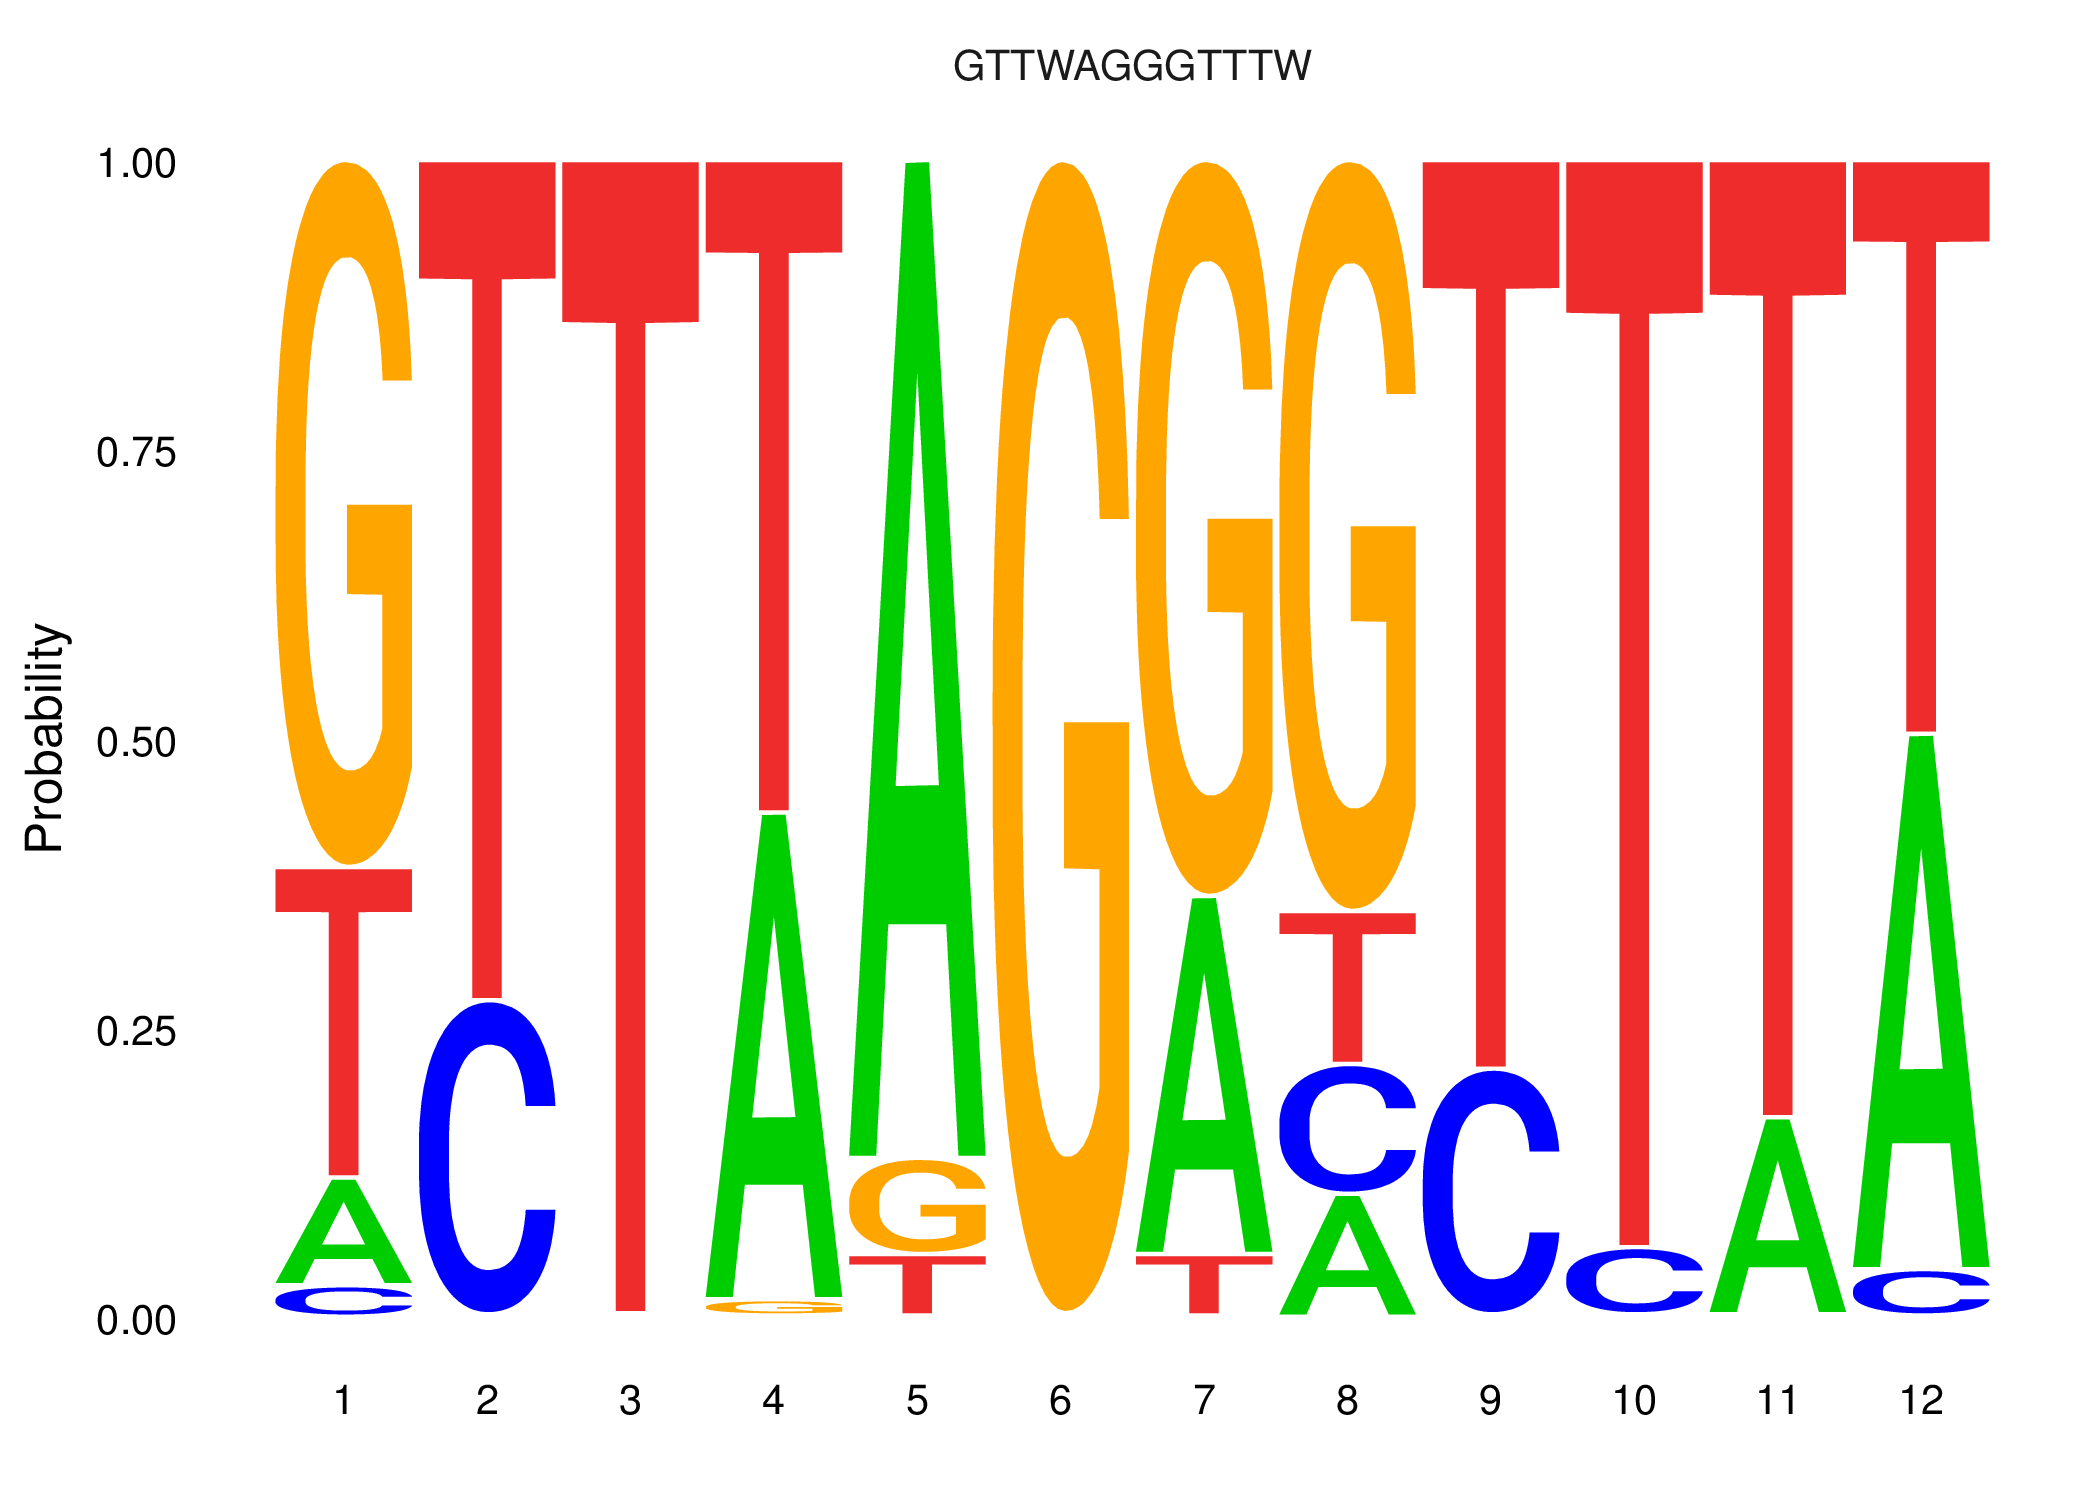 GTTWAGGGTTTW
1.00
0.75
0.50
0.25
0.00
Probability
G T T T A G G G T T T T
T C A G A T C C A A
A G T T C C
C A
1 2 3 4 5 6 7 8 9 10 11 12